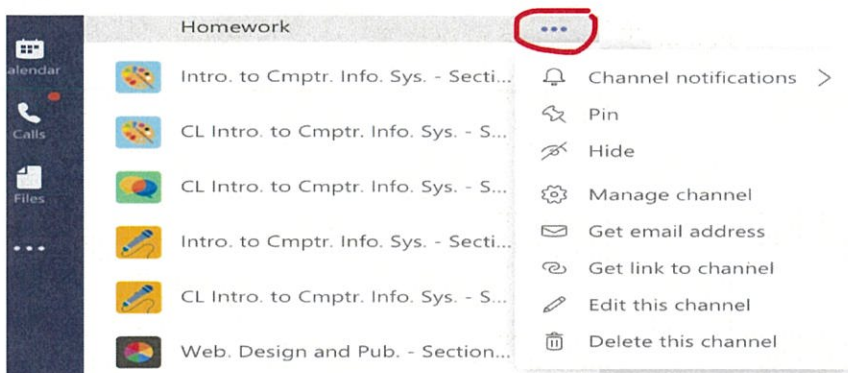 Homework
alendar
Calls
Files
Intro. to Cmptr. Info. Sys. - Secti...
CL Intro. to Cmptr. Info. Sys. - S...
CL Intro. to Cmptr. Info. Sys. - S...
Intro. to Cmptr. Info. Sys. - Secti...
CL Intro. to Cmptr. Info. Sys. - S...
Web. Design and Pub. - Section...
Channel notifications >
Pin
Hide
Manage channel
Get email address
Get link to channel
Edit this channel
Delete this channel